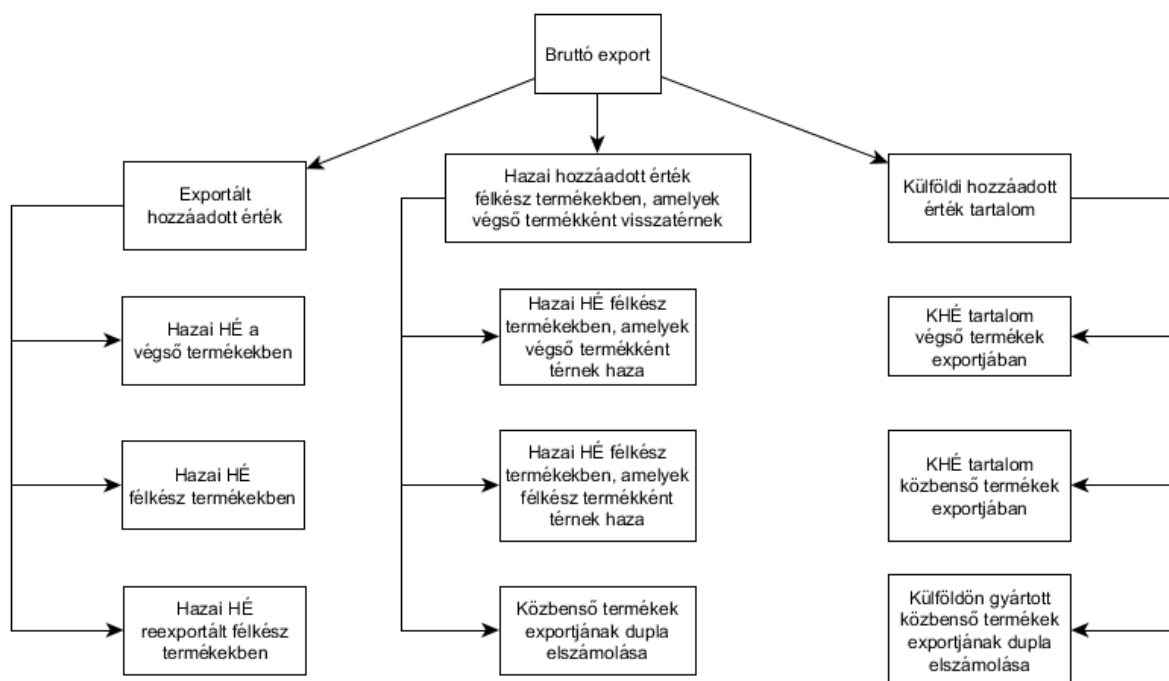 Bruttó export
Exportált
hozzáadott érték
Hazai hozzáadott érték
félkész termékekben, amelyek
végső termékként visszatérnek
Külföldi hozzáadott
érték tartalom
Hazai HÉ a
végső termékekben
Hazai HÉ félkész
termékekben, amelyek
végső termékként
térnek haza
KHÉ tartalom
végső termékek
exportjában
Hazai HÉ
félkész termékekben
Hazai HÉ félkész
termékekben, amelyek
félkész termékként
térnek haza
KHÉ tartalom
közbenső termékek
exportjában
Hazai HÉ
reexportált félkész
termékekben
Közbenső termékek
exportjának dupla
elszámolása
Külföldön gyártott
közbenső termékek
exportjának dupla
elszámolása